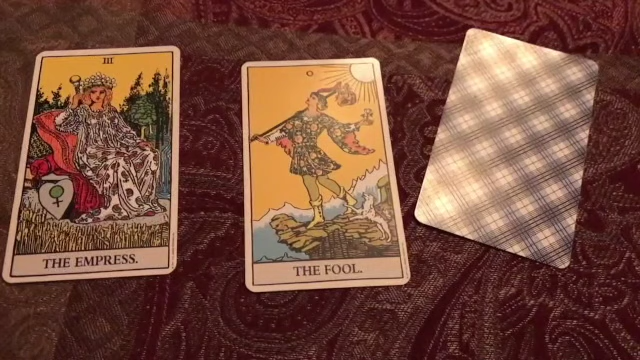 III
THE EMPRESS.
0
THE FOOL.